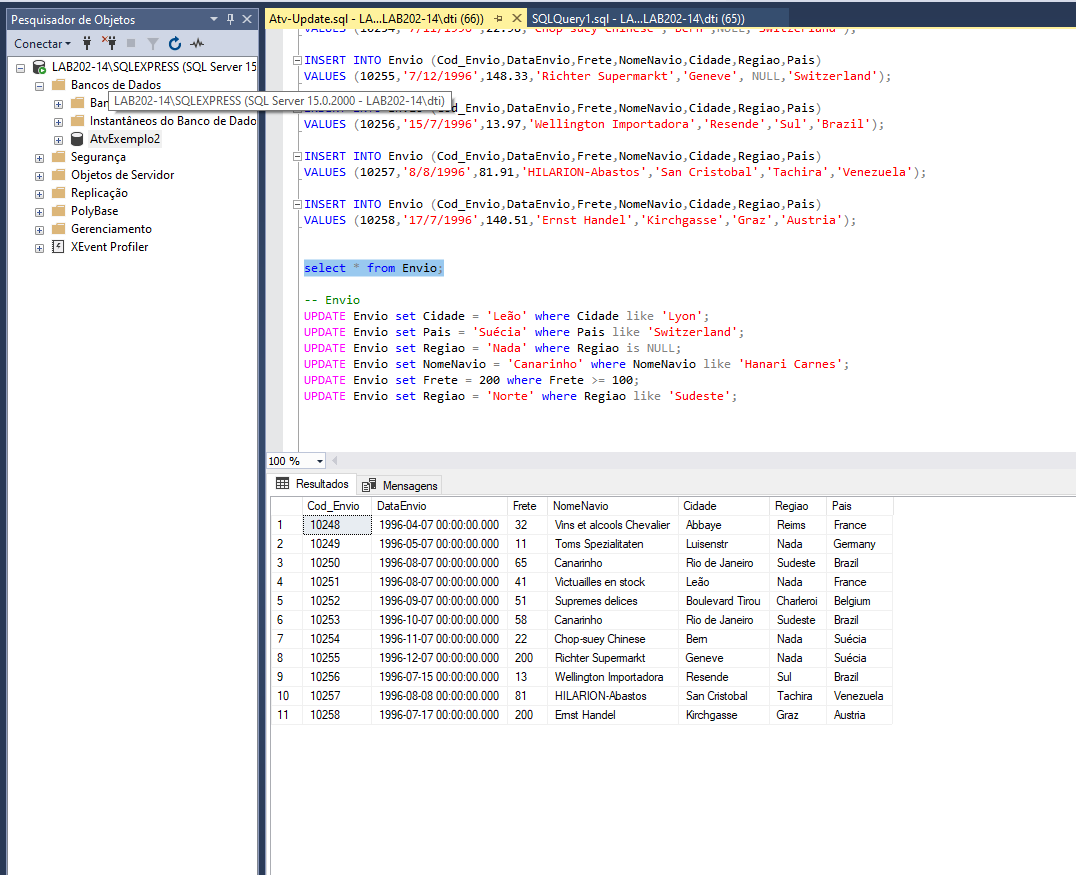 Pesquisador de Objetos
Conectar
LAB202-14\SQLEXPRESS (SQL Server 15
Bancos de Dados
Ban
LAB202-14\SQLEXPRESS (SQL Server 15.0.2000 - LAB202-14\dti)
Instantâneos do Banco de Dado
AtvExemplo2
Segurança
Objetos de Servidor
Replicação
PolyBase
Gerenciamento
XEvent Profiler
Atv-Update.sql - LA...LAB202-14\dti (66))
SQLQuery1.sql - LA...LAB202-14\dti (65))
VALUES (10254,'7/11/1996',22.98,'Chop-suey Chinese','Bern',NULL,'Switzerland');
INSERT INTO Envio (Cod_Envio,DataEnvio,Frete,NomeNavio,Cidade,Regiao,Pais)
VALUES (10255,'7/12/1996',148.33,'Richter Supermarkt','Geneve', NULL,'Switzerland');
Cod_Envio,DataEnvio,Frete,NomeNavio,Cidade,Regiao,Pais)
VALUES (10256,'15/7/1996',13.97,'Wellington Importadora','Resende','Sul','Brazil');
INSERT INTO Envio (Cod_Envio,DataEnvio,Frete,NomeNavio,Cidade,Regiao,Pais)
VALUES (10257,'8/8/1996',81.91,'HILARION-Abastos','San Cristobal','Tachira','Venezuela');
INSERT INTO Envio (Cod_Envio,DataEnvio,Frete,NomeNavio,Cidade,Regiao,Pais)
VALUES (10258,'17/7/1996',140.51,'Ernst Handel','Kirchgasse','Graz','Austria');
select * from Envio;
-- Envio
UPDATE Envio set Cidade = 'Leão' where Cidade like 'Lyon';
UPDATE Envio set Pais = 'Suécia' where Pais like 'Switzerland';
UPDATE Envio set Regiao = 'Nada' where Regiao is NULL;
UPDATE Envio set NomeNavio = 'Canarinho' where NomeNavio like 'Hanari Carnes';
UPDATE Envio set Frete = 200 where Frete >= 100;
UPDATE Envio set Regiao = 'Norte' where Regiao like 'Sudeste';
100 %
Resultados Mensagens
Cod_Envio DataEnvio Frete NomeNavio Cidade Regiao Pais
1 10248 1996-04-07 00:00:00.000 32 Vins et alcools Chevalier Abbaye Reims France
2 10249 1996-05-07 00:00:00.000 11 Toms Spezialitaten Luisenstr Nada Germany
3 10250 1996-08-07 00:00:00.000 65 Canarinho Rio de Janeiro Sudeste Brazil
4 10251 1996-08-07 00:00:00.000 41 Victuailles en stock Leão Nada France
5 10252 1996-09-07 00:00:00.000 51 Supremes delices Boulevard Tirou Charleroi Belgium
6 10253 1996-10-07 00:00:00.000 58 Canarinho Rio de Janeiro Sudeste Brazil
7 10254 1996-11-07 00:00:00.000 22 Chop-suey Chinese Bern Nada Suécia
8 10255 1996-12-07 00:00:00.000 200 Richter Supermarkt Geneve Nada Suécia
9 10256 1996-07-15 00:00:00.000 13 Wellington Importadora Resende Sul Brazil
10 10257 1996-08-08 00:00:00.000 81 HILARION-Abastos San Cristobal Tachira Venezuela
11 10258 1996-07-17 00:00:00.000 200 Ernst Handel Kirchgasse Graz Austria